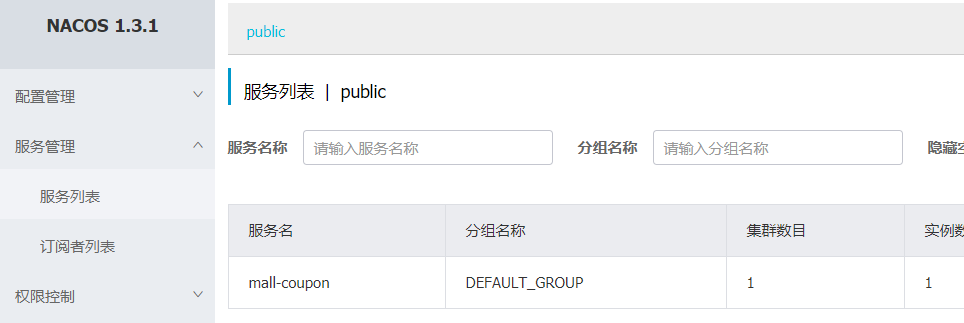 NACOS 1.3.1
配置管理
服务管理
服务列表
订阅者列表
权限控制
public
服务列表 | public
服务名称 请输入服务名称 分组名称 请输入分组名称 隐藏
服务名 分组名称 集群数目 实例数
mall-coupon DEFAULT_GROUP 1 1